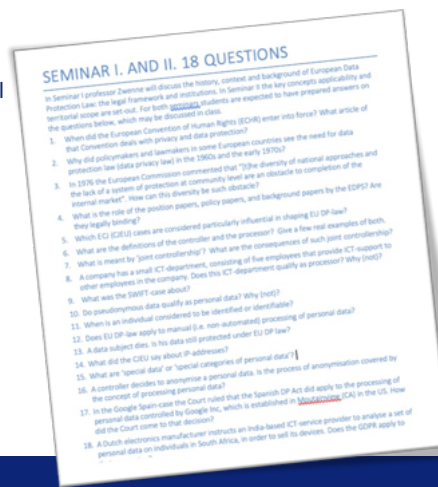 SEMINAR I. AND II. 18 QUESTIONS
In Seminar I professor Zwenne will discuss the history, context and background of European Data
Protection Law: the legal framework and institutions. In Seminar II the key concepts applicability and
territorial scope are set-out. For both seminars students are expected to have prepared answers on
the questions below, which may be discussed in class.
1. When did the European Convention of Human Rights (ECHR) enter into force? What article of
that Convention deals with privacy and data protection?
2. Why did policymakers and lawmakers in some European countries see the need for data
protection law (data privacy law) in the 1960s and the early 1970s?
3. In 1976 the European Commission commented that "[t]he diversity of national approaches and
the lack of a system of protection at community level are an obstacle to completion of the
internal market". How can this diversity be such obstacle?
4. What is the role of the position papers, policy papers, and background papers by the EDPS? Are
they legally binding?
5. Which ECJ (CJEU) cases are considered particularly influential in shaping EU DP-law?
6. What are the definitions of the controller and the processor? Give a few real examples of both.
7. What is meant by 'joint controllership'? What are the consequences of such joint controllership?
8. A company has a small ICT-department, consisting of five employees that provide ICT-support to
other employees in the company. Does this ICT-department qualify as processor? Why (not)?
9. What was the SWIFT-case about?
10. Do pseudonymous data qualify as personal data? Why (not)?
11. When is an individual considered to be identified or identifiable?
12. Does EU DP-law apply to manual (i.e. non-automated) processing of personal data?
13. A data subject dies. Is his data still protected under EU DP law?
14. What did the CJEU say about IP-addresses?
15. What are 'special data' or 'special categories of personal data'?
16. A controller decides to anonymise a personal data. Is the process of anonymisation covered by
the concept of processing personal data?
17. In the Google Spain-case the Court ruled that the Spanish DP Act did apply to the processing of
personal data controlled by Google Inc, which is established in (CA) in the US. How
did the Court come to that decision?
18. A Dutch electronics manufacturer instructs an India-based ICT-service provider to analyse a set of
personal data on individuals in South Africa, in order to sell its devices. Does the GDPR apply to